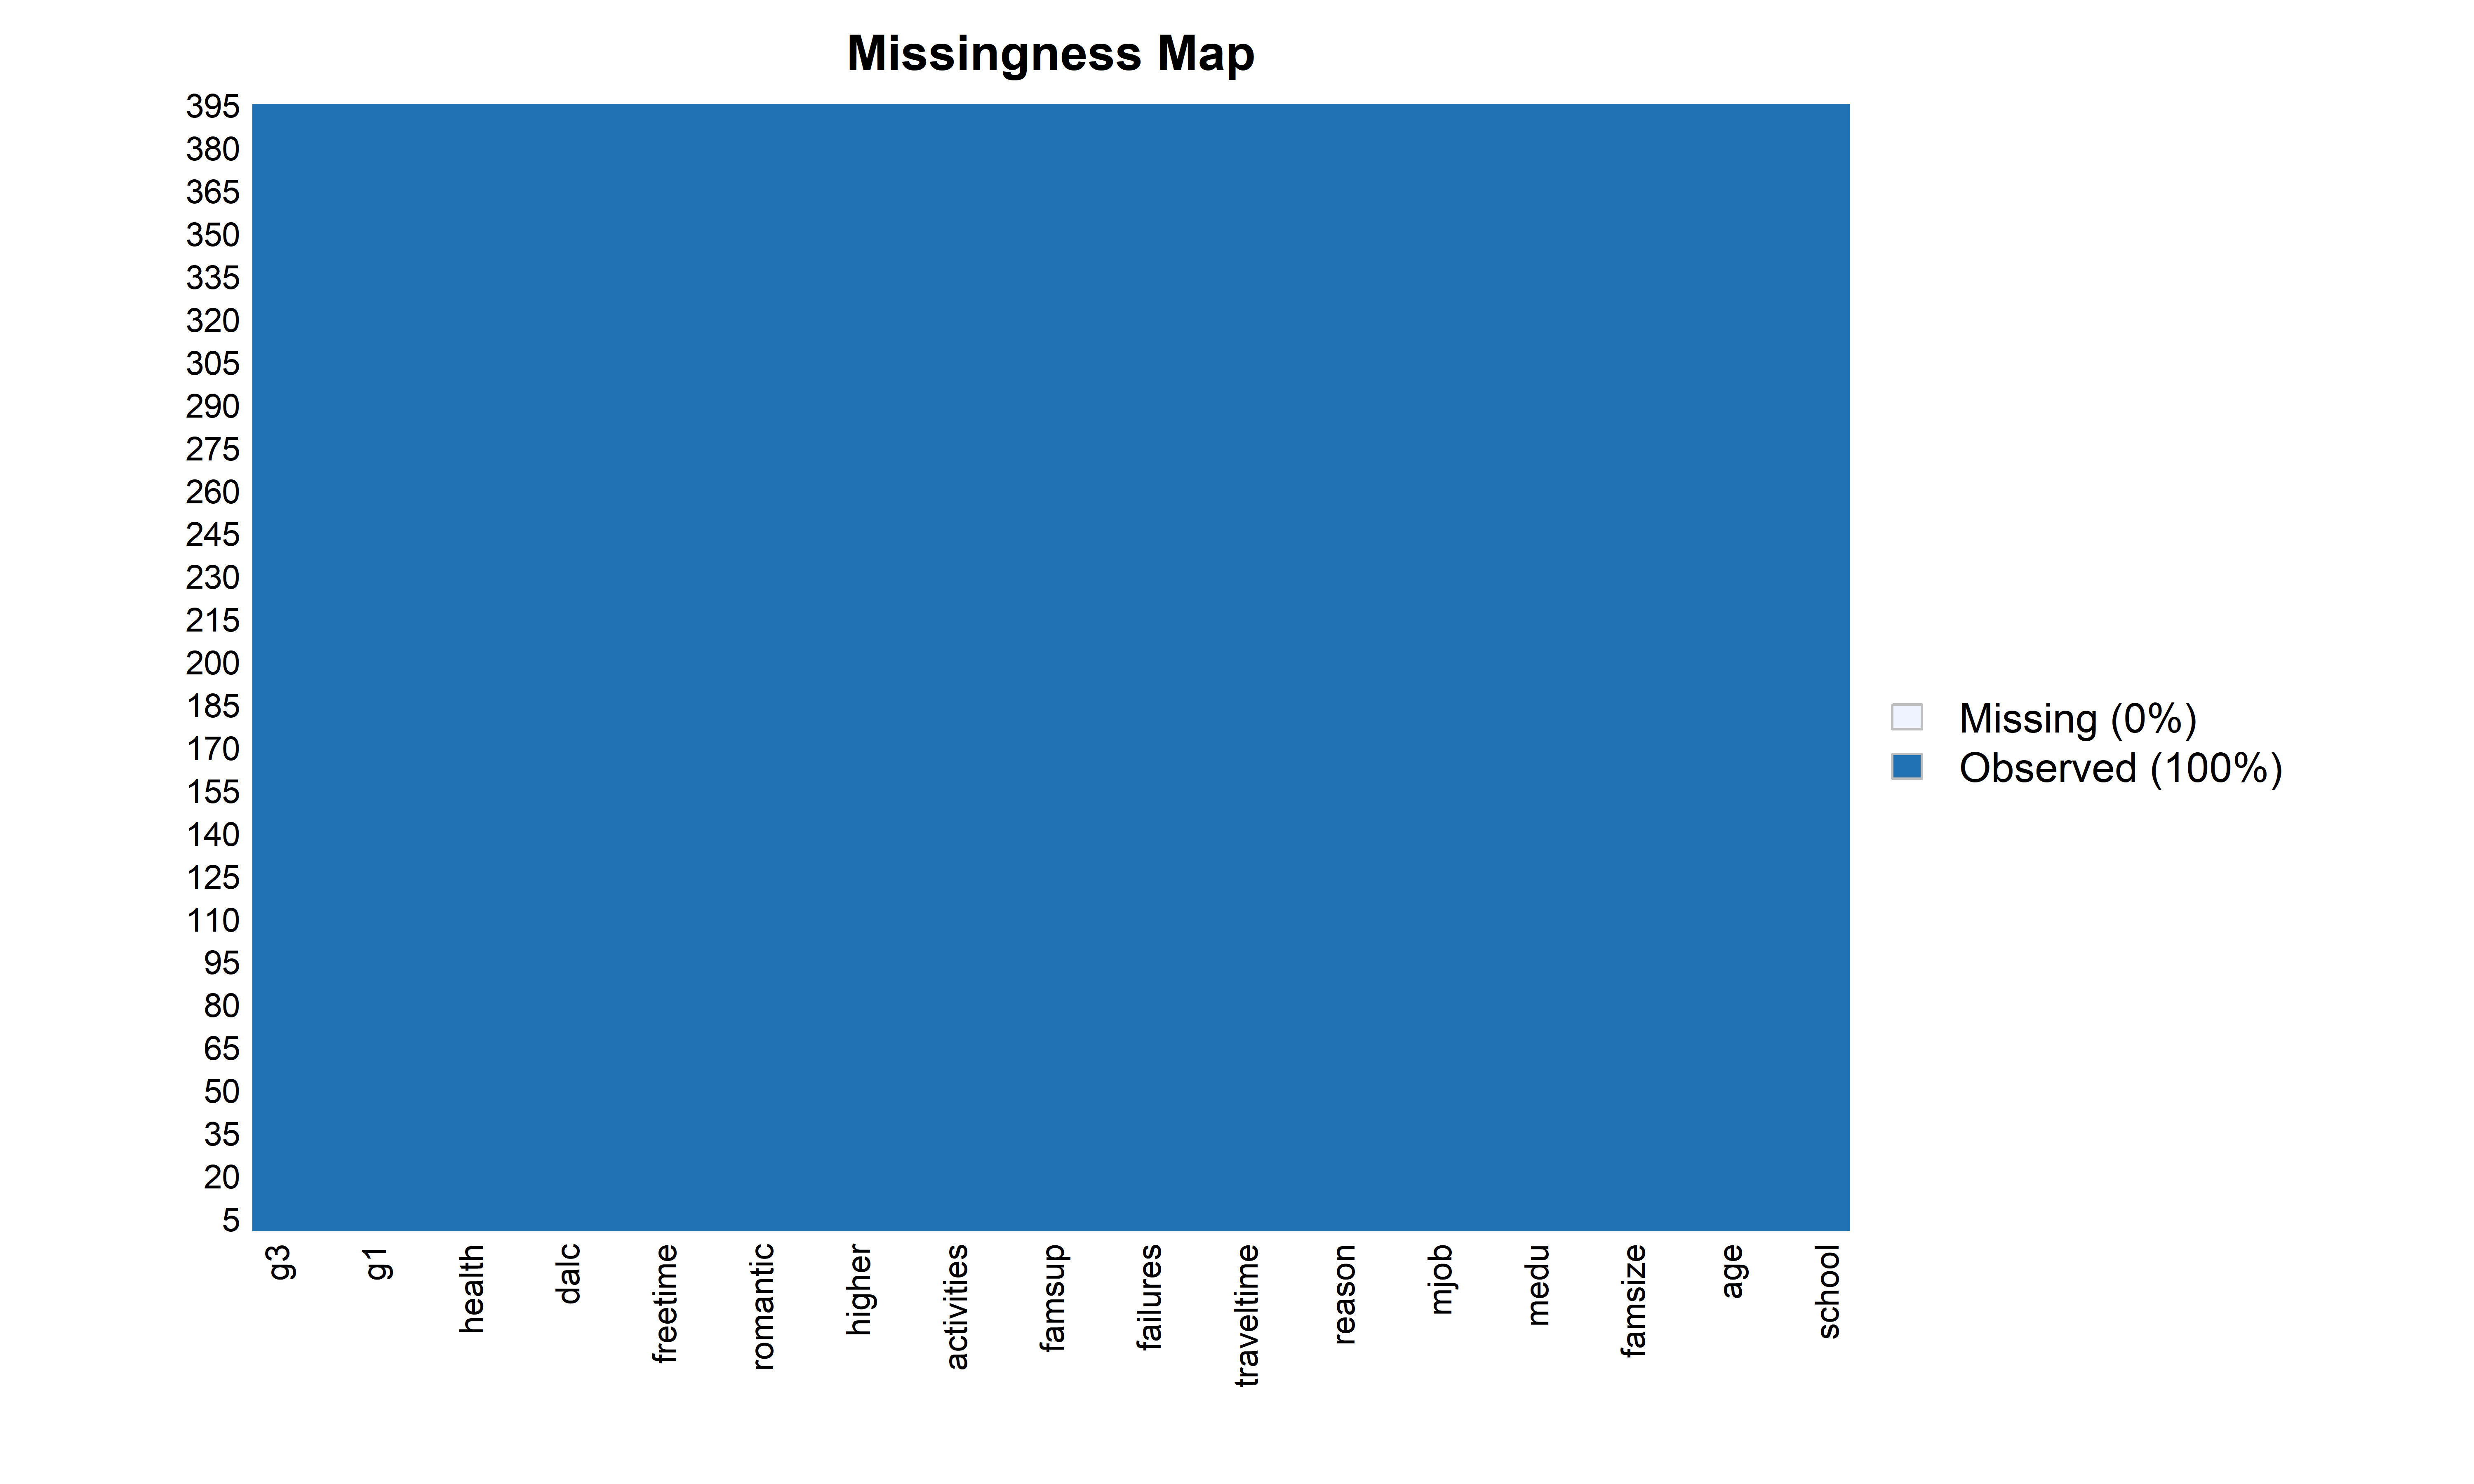 Missingness Map
395
380
365
350
335
320
305
290
275
260
245
230
215
200
185
170
155
140
125
110
95
80
65
50
35
20
5
Missing (0%)
Observed (100%)
g3
g1
health
dalc
freetime
romantic
higher
activities
famsup
failures
traveltime
reason
mjob
medu
famsize
age
school